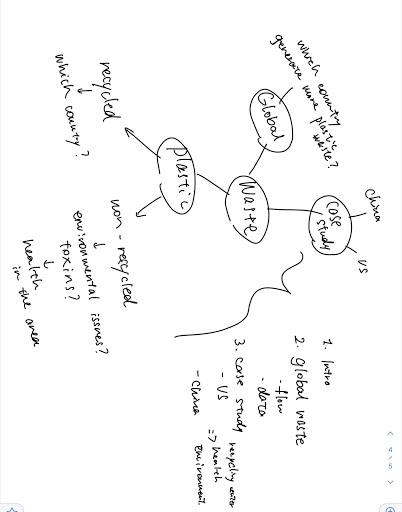 China
US
case
study
which country
generate more plastic
waste?
Global
Waste
plastic
recycled
which country?
non-recycled
environmental issues?
toxins?
health
in the area
1. Intro
2. global waste
- flow
- data
3. case study
- US
- China
=>
recycling water
health
environment.